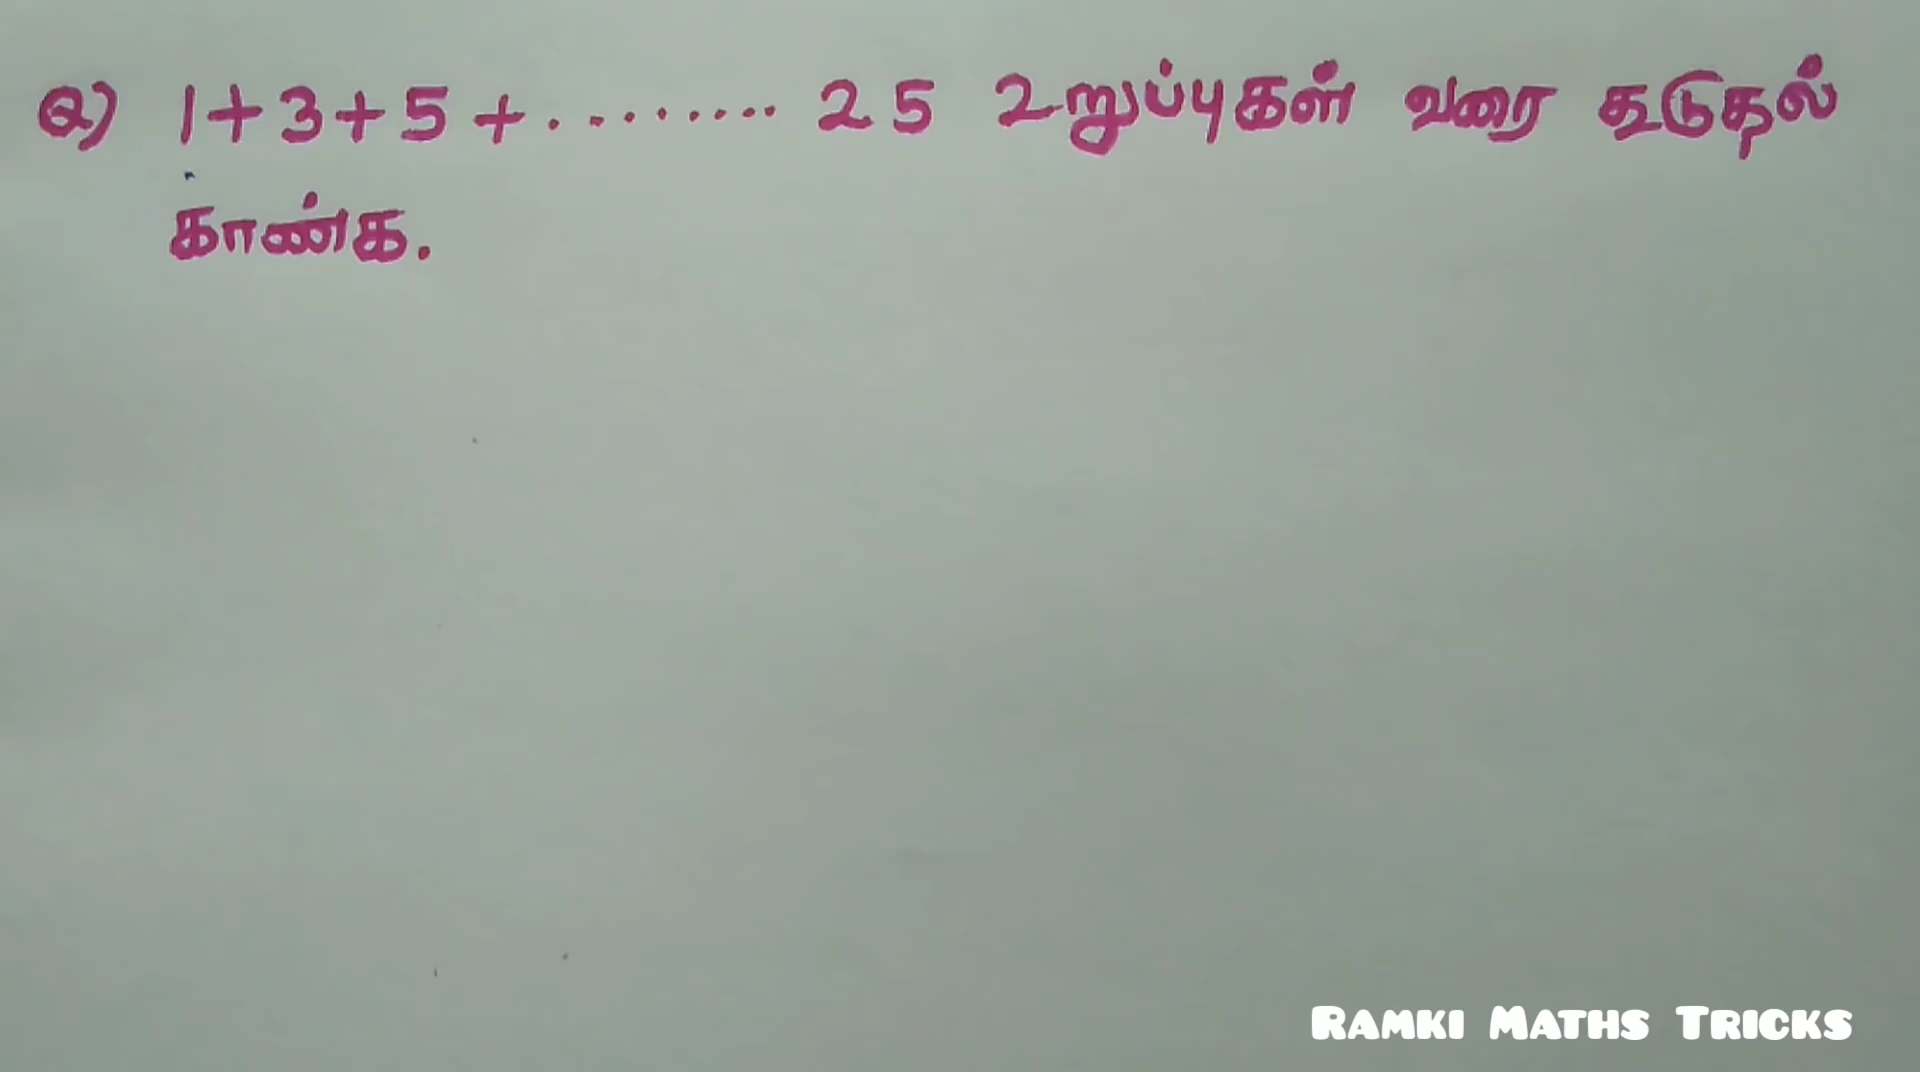 Q) 1+3+5+......... 25 உறுப்புகள் வரை கூடுதல்
காண்க.
RAMKI MATHS TRICKS